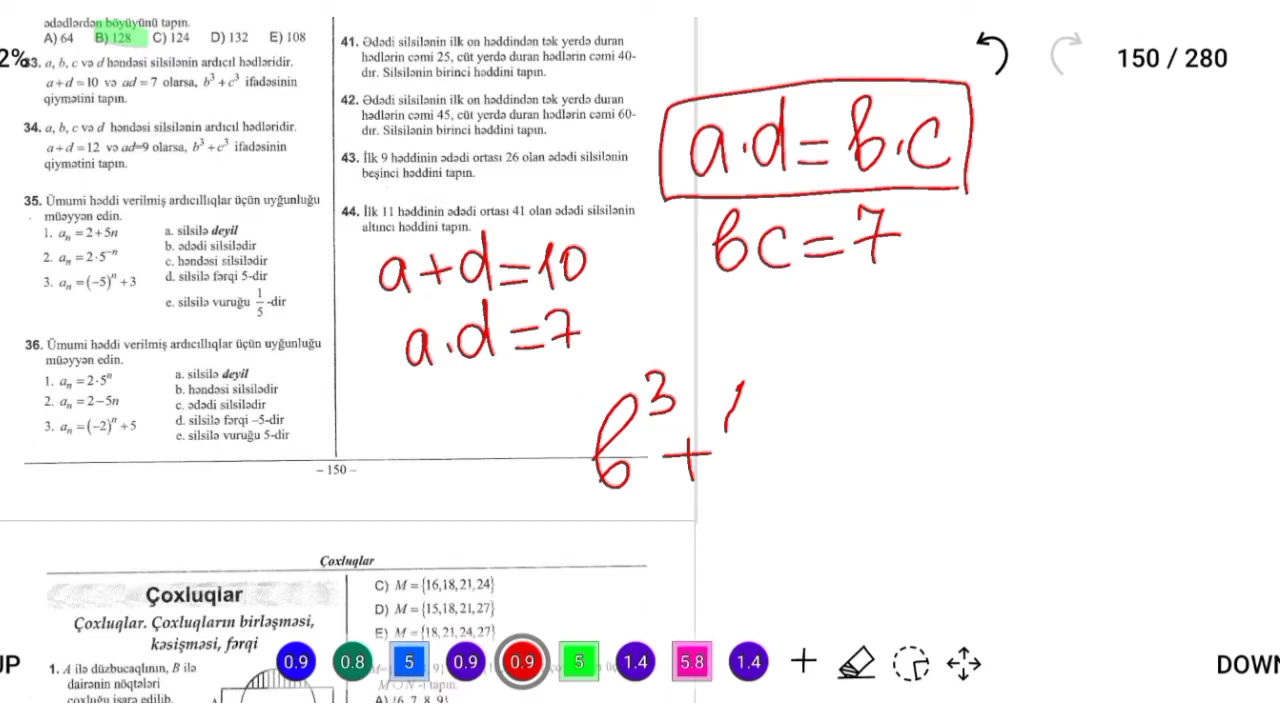 ədədlərdən böyüyünü tapın.
A) 64 B) 128 C) 124 D) 132 E) 108
2%
33. a, b, c və d həndəsi silsilənin ardıcıl hədləridir.
a+d=10 və ad=7 olarsa, b³+c³ ifadəsinin
qiymətini tapın.
34. a, b, c və d həndəsi silsilənin ardıcıl hədləridir.
a+d=12 və ad=9 olarsa, b³+c³ ifadəsinin
qiymətini tapın.
35. Ümumi həddi verilmiş ardıcıllıqlar üçün uyğunluğu
müəyyən edin.
1. aₙ=2+5n a. silsilə deyil
b. ədədi silsilədir
2. aₙ=2·5⁻ⁿ c. həndəsi silsilədir
3. aₙ=(−5)ⁿ+3 d. silsilə fərqi 5-dir
e. silsilə vuruğu 1/5-dir
36. Ümumi həddi verilmiş ardıcıllıqlar üçün uyğunluğu
müəyyən edin.
1. aₙ=2·5ⁿ a. silsilə deyil
b. həndəsi silsilədir
2. aₙ=2−5n c. ədədi silsilədir
3. aₙ=(−2)ⁿ+5 d. silsilə fərqi −5-dir
e. silsilə vuruğu 5-dir
41. Ədədi silsilənin ilk on həddindən tək yerdə duran
hədlərin cəmi 25, cüt yerdə duran hədlərin cəmi 40-
dır. Silsilənin birinci həddini tapın.
42. Ədədi silsilənin ilk on həddindən tək yerdə duran
hədlərin cəmi 45, cüt yerdə duran hədlərin cəmi 60-
dır. Silsilənin birinci həddini tapın.
43. İlk 9 həddinin ədədi ortası 26 olan ədədi silsilənin
beşinci həddini tapın.
44. İlk 11 həddinin ədədi ortası 41 olan ədədi silsilənin
altıncı həddini tapın.
a+d=10
a·d=7
b³+
150 / 280
a·d=b·c
bc=7
– 150 –
Çoxluqlar
Çoxluqlar
Çoxluqlar. Çoxluqların birləşməsi,
kəsişməsi, fərqi
1. A ilə düzbucaqlının, B ilə
dairənin nöqtələri
çoxluğu işarə edilib.
C) M={16,18,21,24}
D) M={15,18,21,27}
E) M={18,21,24,27}
tapın.
A) {6, 7, 8, 9}
UP 0.9 0.8 5 0.9 0.9 5 1.4 5.8 1.4 DOWN